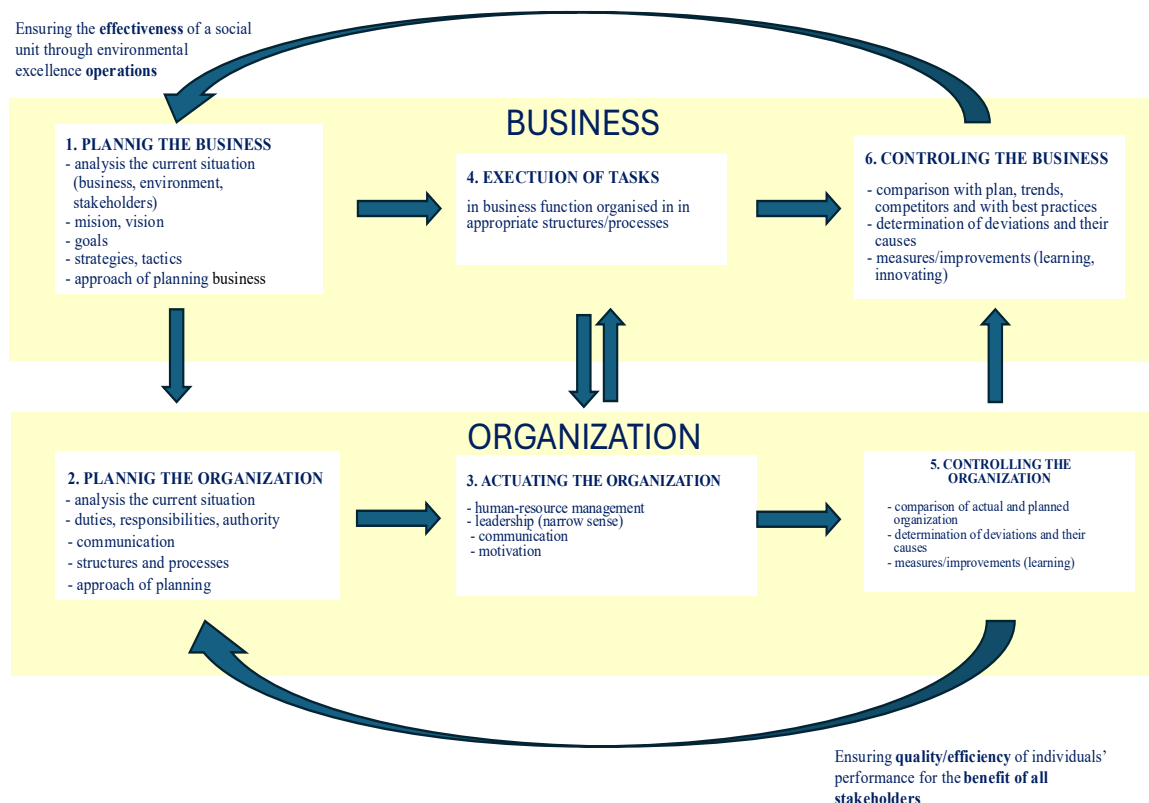 Ensuring the effectiveness of a social
unit through environmental
excellence operations
BUSINESS
1. PLANNIG THE BUSINESS
- analysis the current situation
(business, environment,
stakeholders)
- mision, vision
- goals
- strategies, tactics
- approach of planning business
4. EXECTUION OF TASKS
in business function organised in in
appropriate structures/processes
6. CONTROLING THE BUSINESS
- comparison with plan, trends,
competitors and with best practices
- determination of deviations and their
causes
- measures/improvements (learning,
innovating)
ORGANIZATION
2. PLANNIG THE ORGANIZATION
- analysis the current situation
- duties, responsibilities, authority
- communication
- structures and processes
- approach of planning
3. ACTUATING THE ORGANIZATION
- human-resource management
- leadership (narrow sense)
- communication
- motivation
5. CONTROLLING THE
ORGANIZATION
- comparison of actual and planned
organization
- determination of deviations and their
causes
- measures/improvements (learning)
Ensuring quality/efficiency of individuals’
performance for the benefit of all
stakeholders